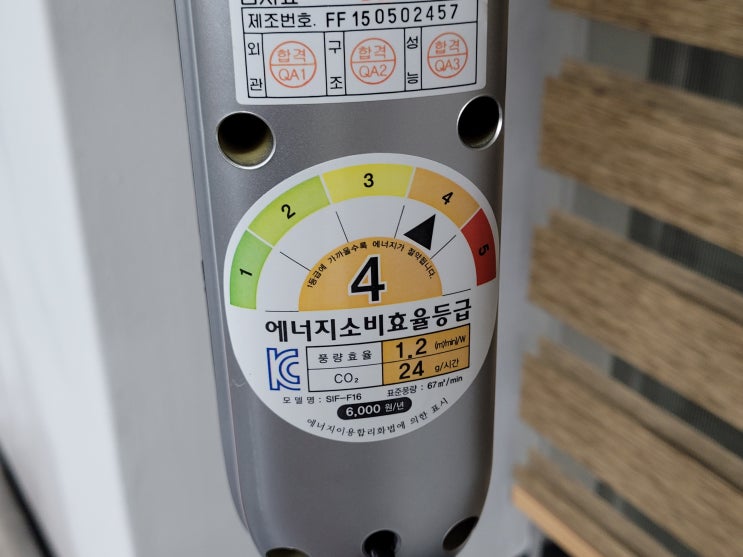 제조번호. FF 150502457
외관 합격 QA1 구조 합격 QA2 성능 합격 QA3
1 2 3 4 5
1등급에 가까울수록 에너지가 절약됩니다.
4
에너지소비효율등급
풍량효율 1.2 (㎥/min)/W
CO₂ 24 g/시간
표준풍량 : 67㎥/min
모델명 : SIF-F16
6,000 원/년
에너지이용합리화법에 의한 표시